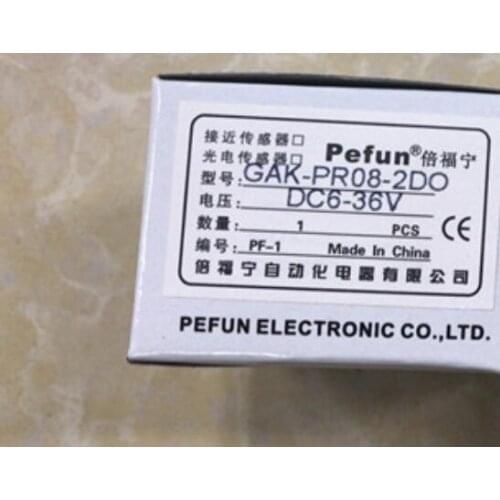 接近传感器□
光电传感器□ Pefun®倍福宁
型号: GAK-PR08-2DO
电压: DC6-36V
数量: 1 PCS
编号: PF-1 Made In China
倍福宁自动化电器有限公司
PEFUN ELECTRONIC CO.,LTD.